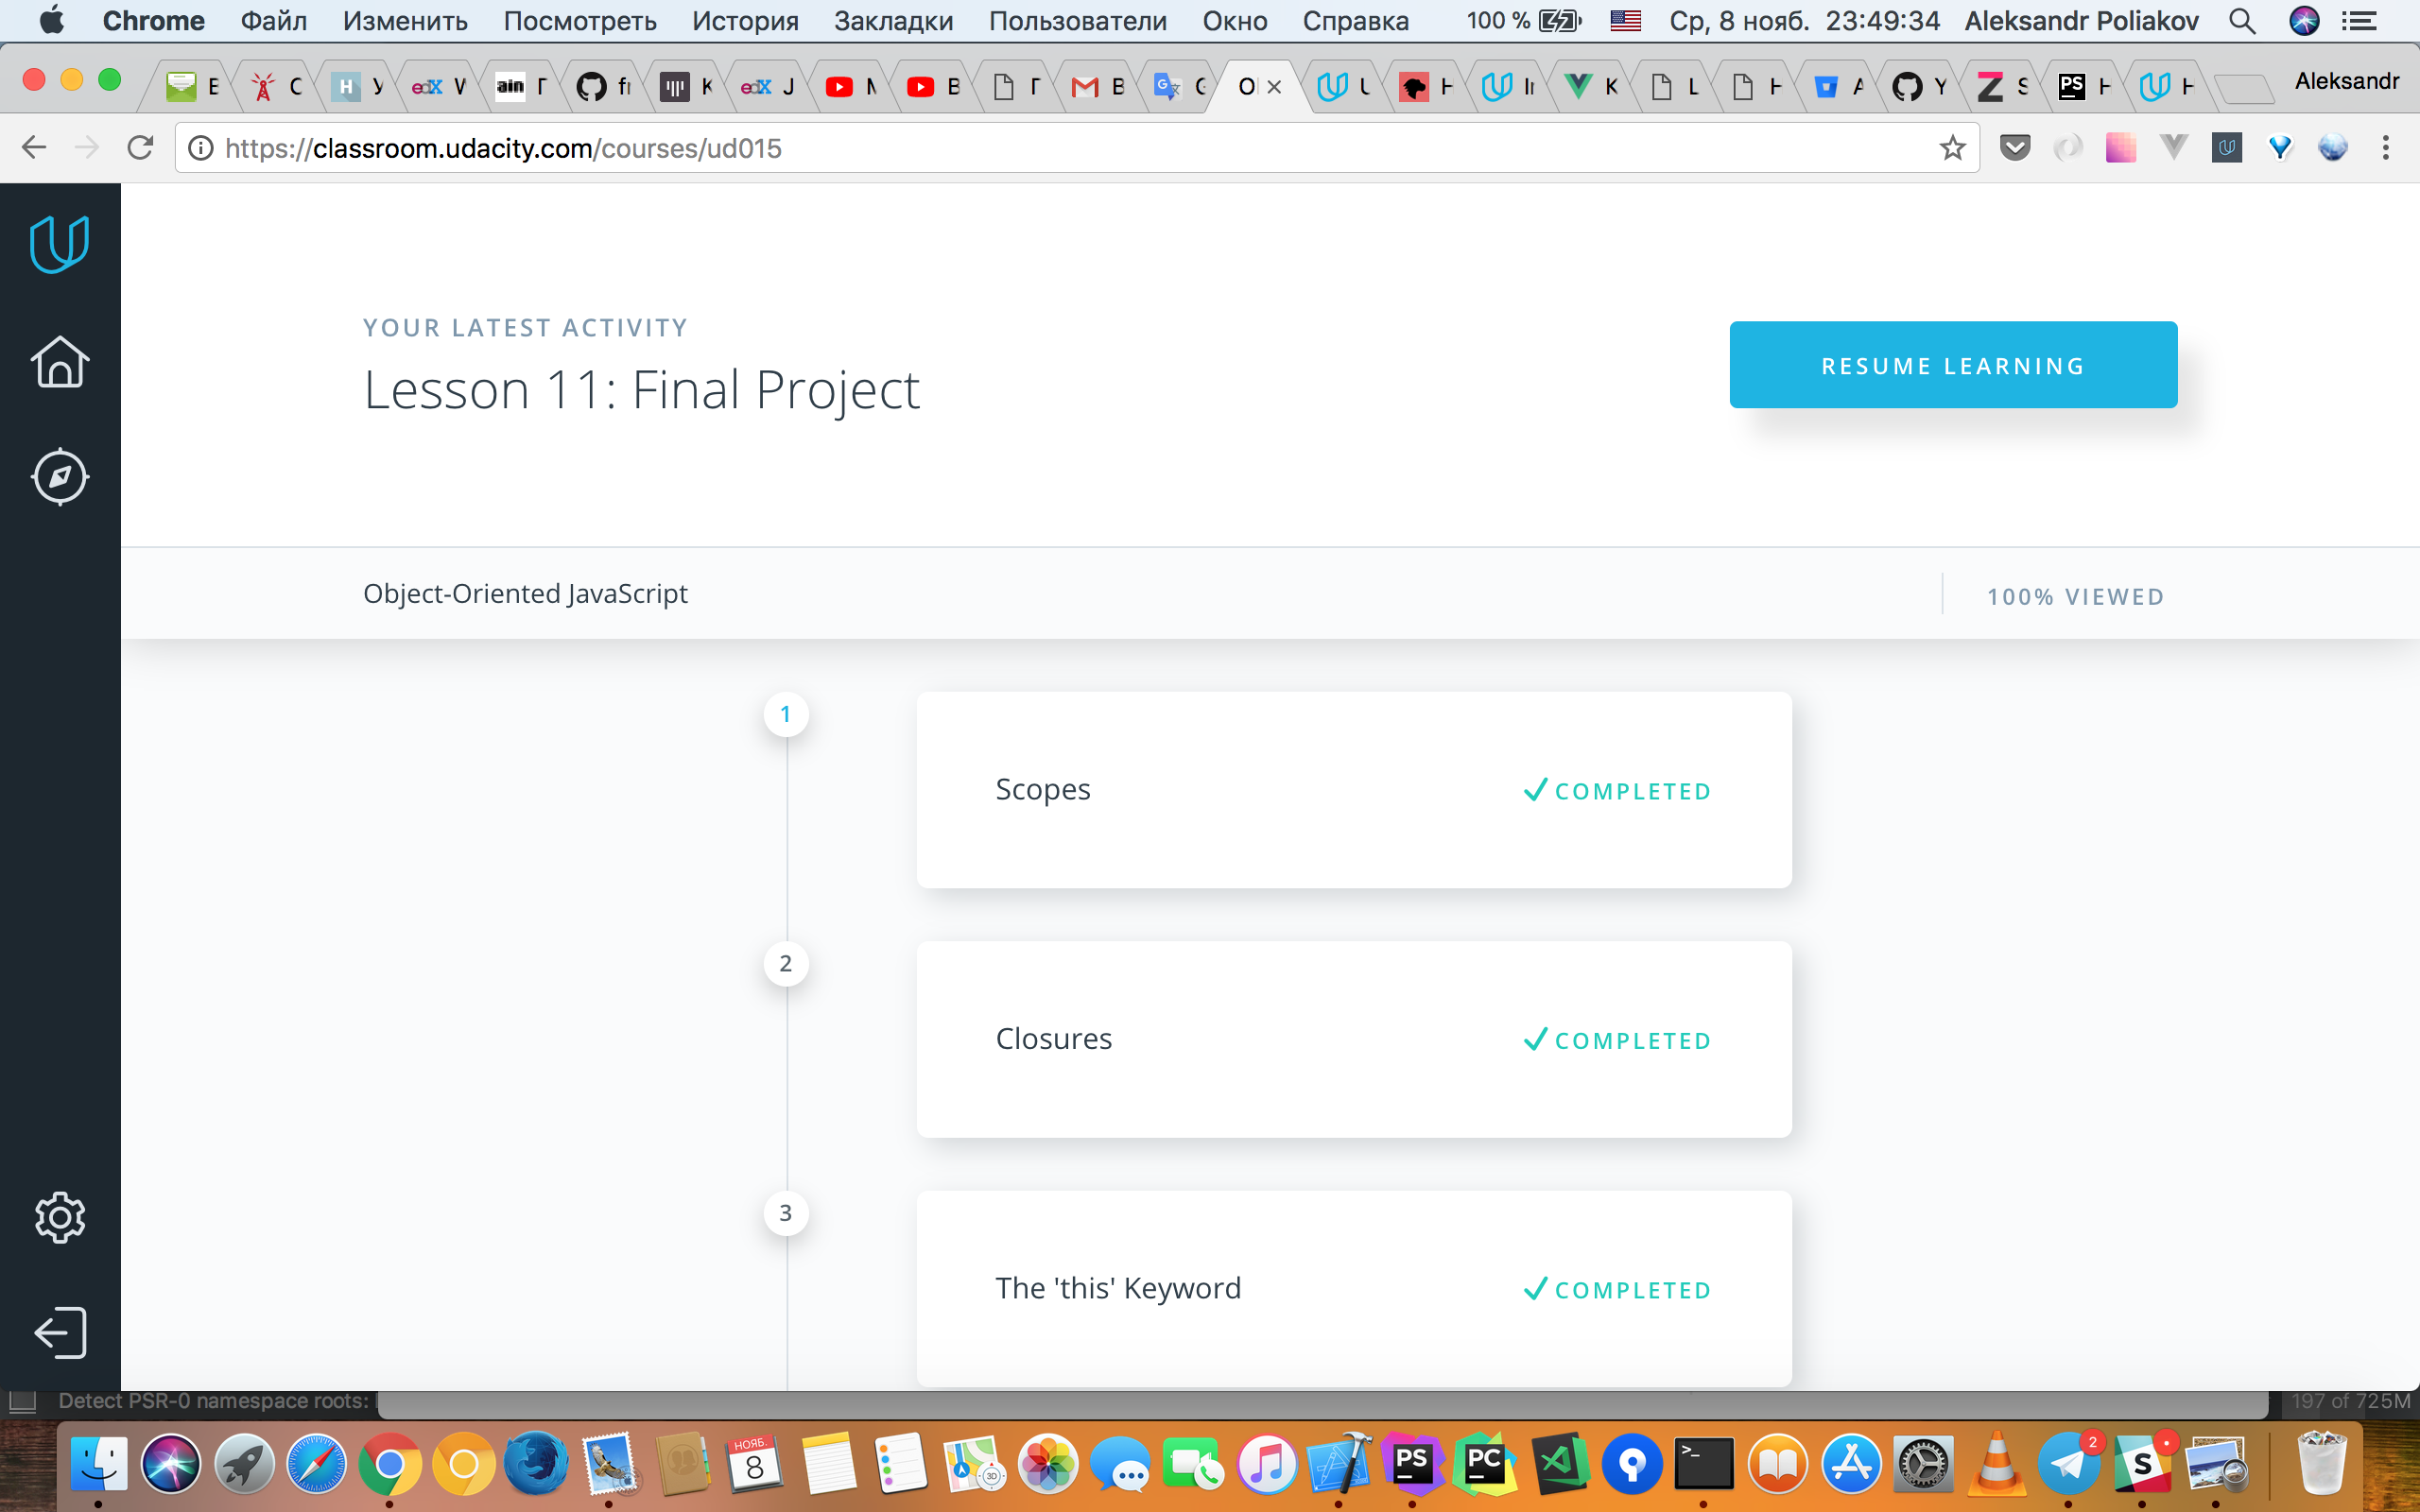 Chrome Файл Изменить Посмотреть История Закладки Пользователи Окно Справка 100 % Ср, 8 нояб. 23:49:34 Aleksandr Poliakov
Aleksandr
https://classroom.udacity.com/courses/ud015
YOUR LATEST ACTIVITY
Lesson 11: Final Project
RESUME LEARNING
Object-Oriented JavaScript
100% VIEWED
1
Scopes
COMPLETED
2
Closures
COMPLETED
3
The 'this' Keyword
COMPLETED
Detect PSR-0 namespace roots:
197 of 725M
НОЯБ.
8
3D
PS
PC
>_
2
S